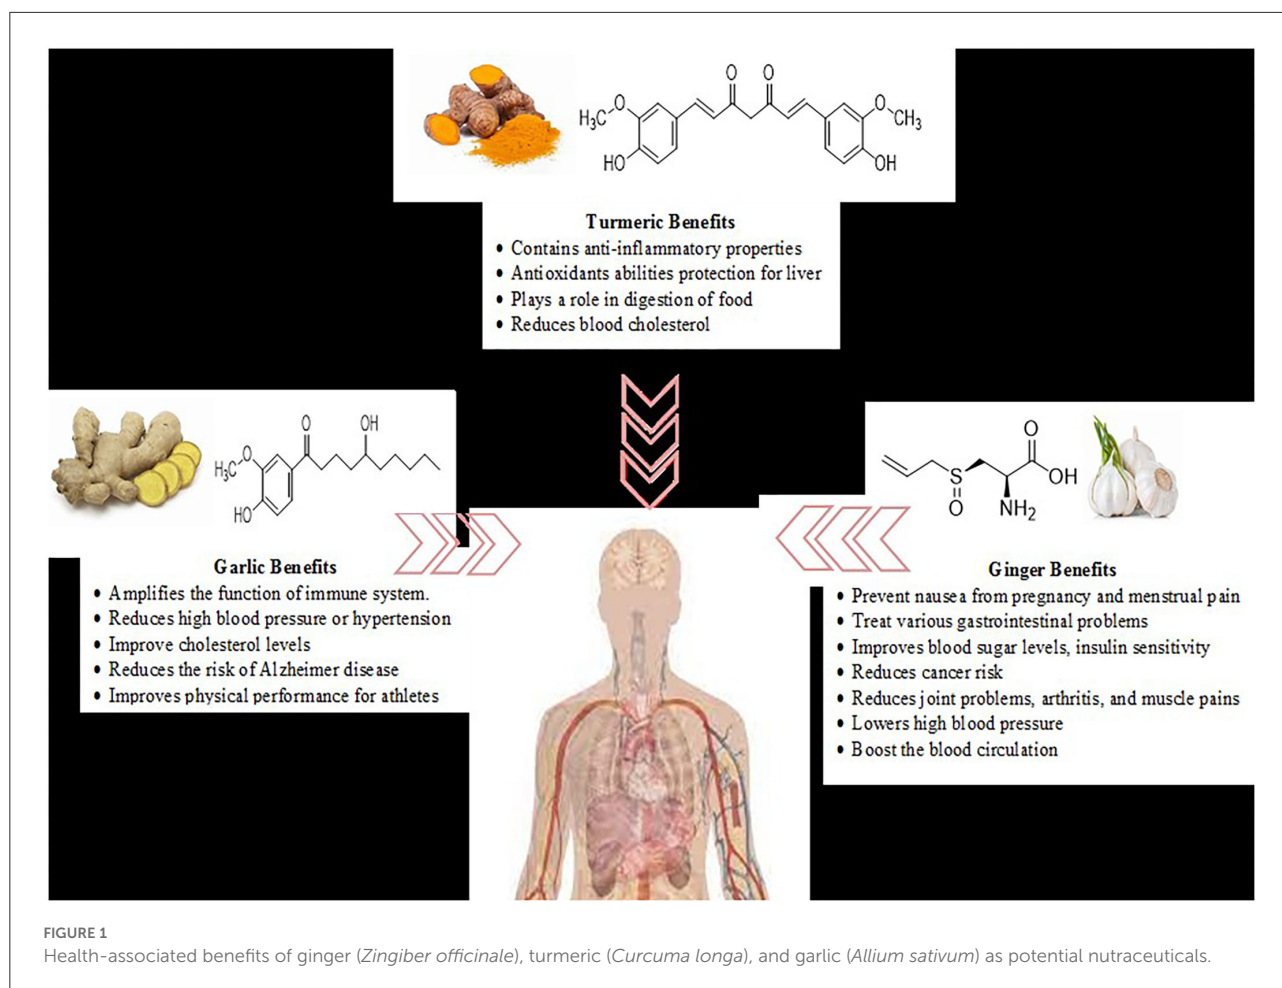 O
O
O
H₃C
O
CH₃
HO
OH
Turmeric Benefits
• Contains anti-inflammatory properties
• Antioxidants abilities protection for liver
• Plays a role in digestion of food
• Reduces blood cholesterol
O
OH
O
H₃C
HO
Garlic Benefits
• Amplifies the function of immune system.
• Reduces high blood pressure or hypertension
• Improve cholesterol levels
• Reduces the risk of Alzheimer disease
• Improves physical performance for athletes
O
S
OH
O
NH₂
Ginger Benefits
• Prevent nausea from pregnancy and menstrual pain
• Treat various gastrointestinal problems
• Improves blood sugar levels, insulin sensitivity
• Reduces cancer risk
• Reduces joint problems, arthritis, and muscle pains
• Lowers high blood pressure
• Boost the blood circulation
FIGURE 1
Health-associated benefits of ginger (Zingiber officinale), turmeric (Curcuma longa), and garlic (Allium sativum) as potential nutraceuticals.